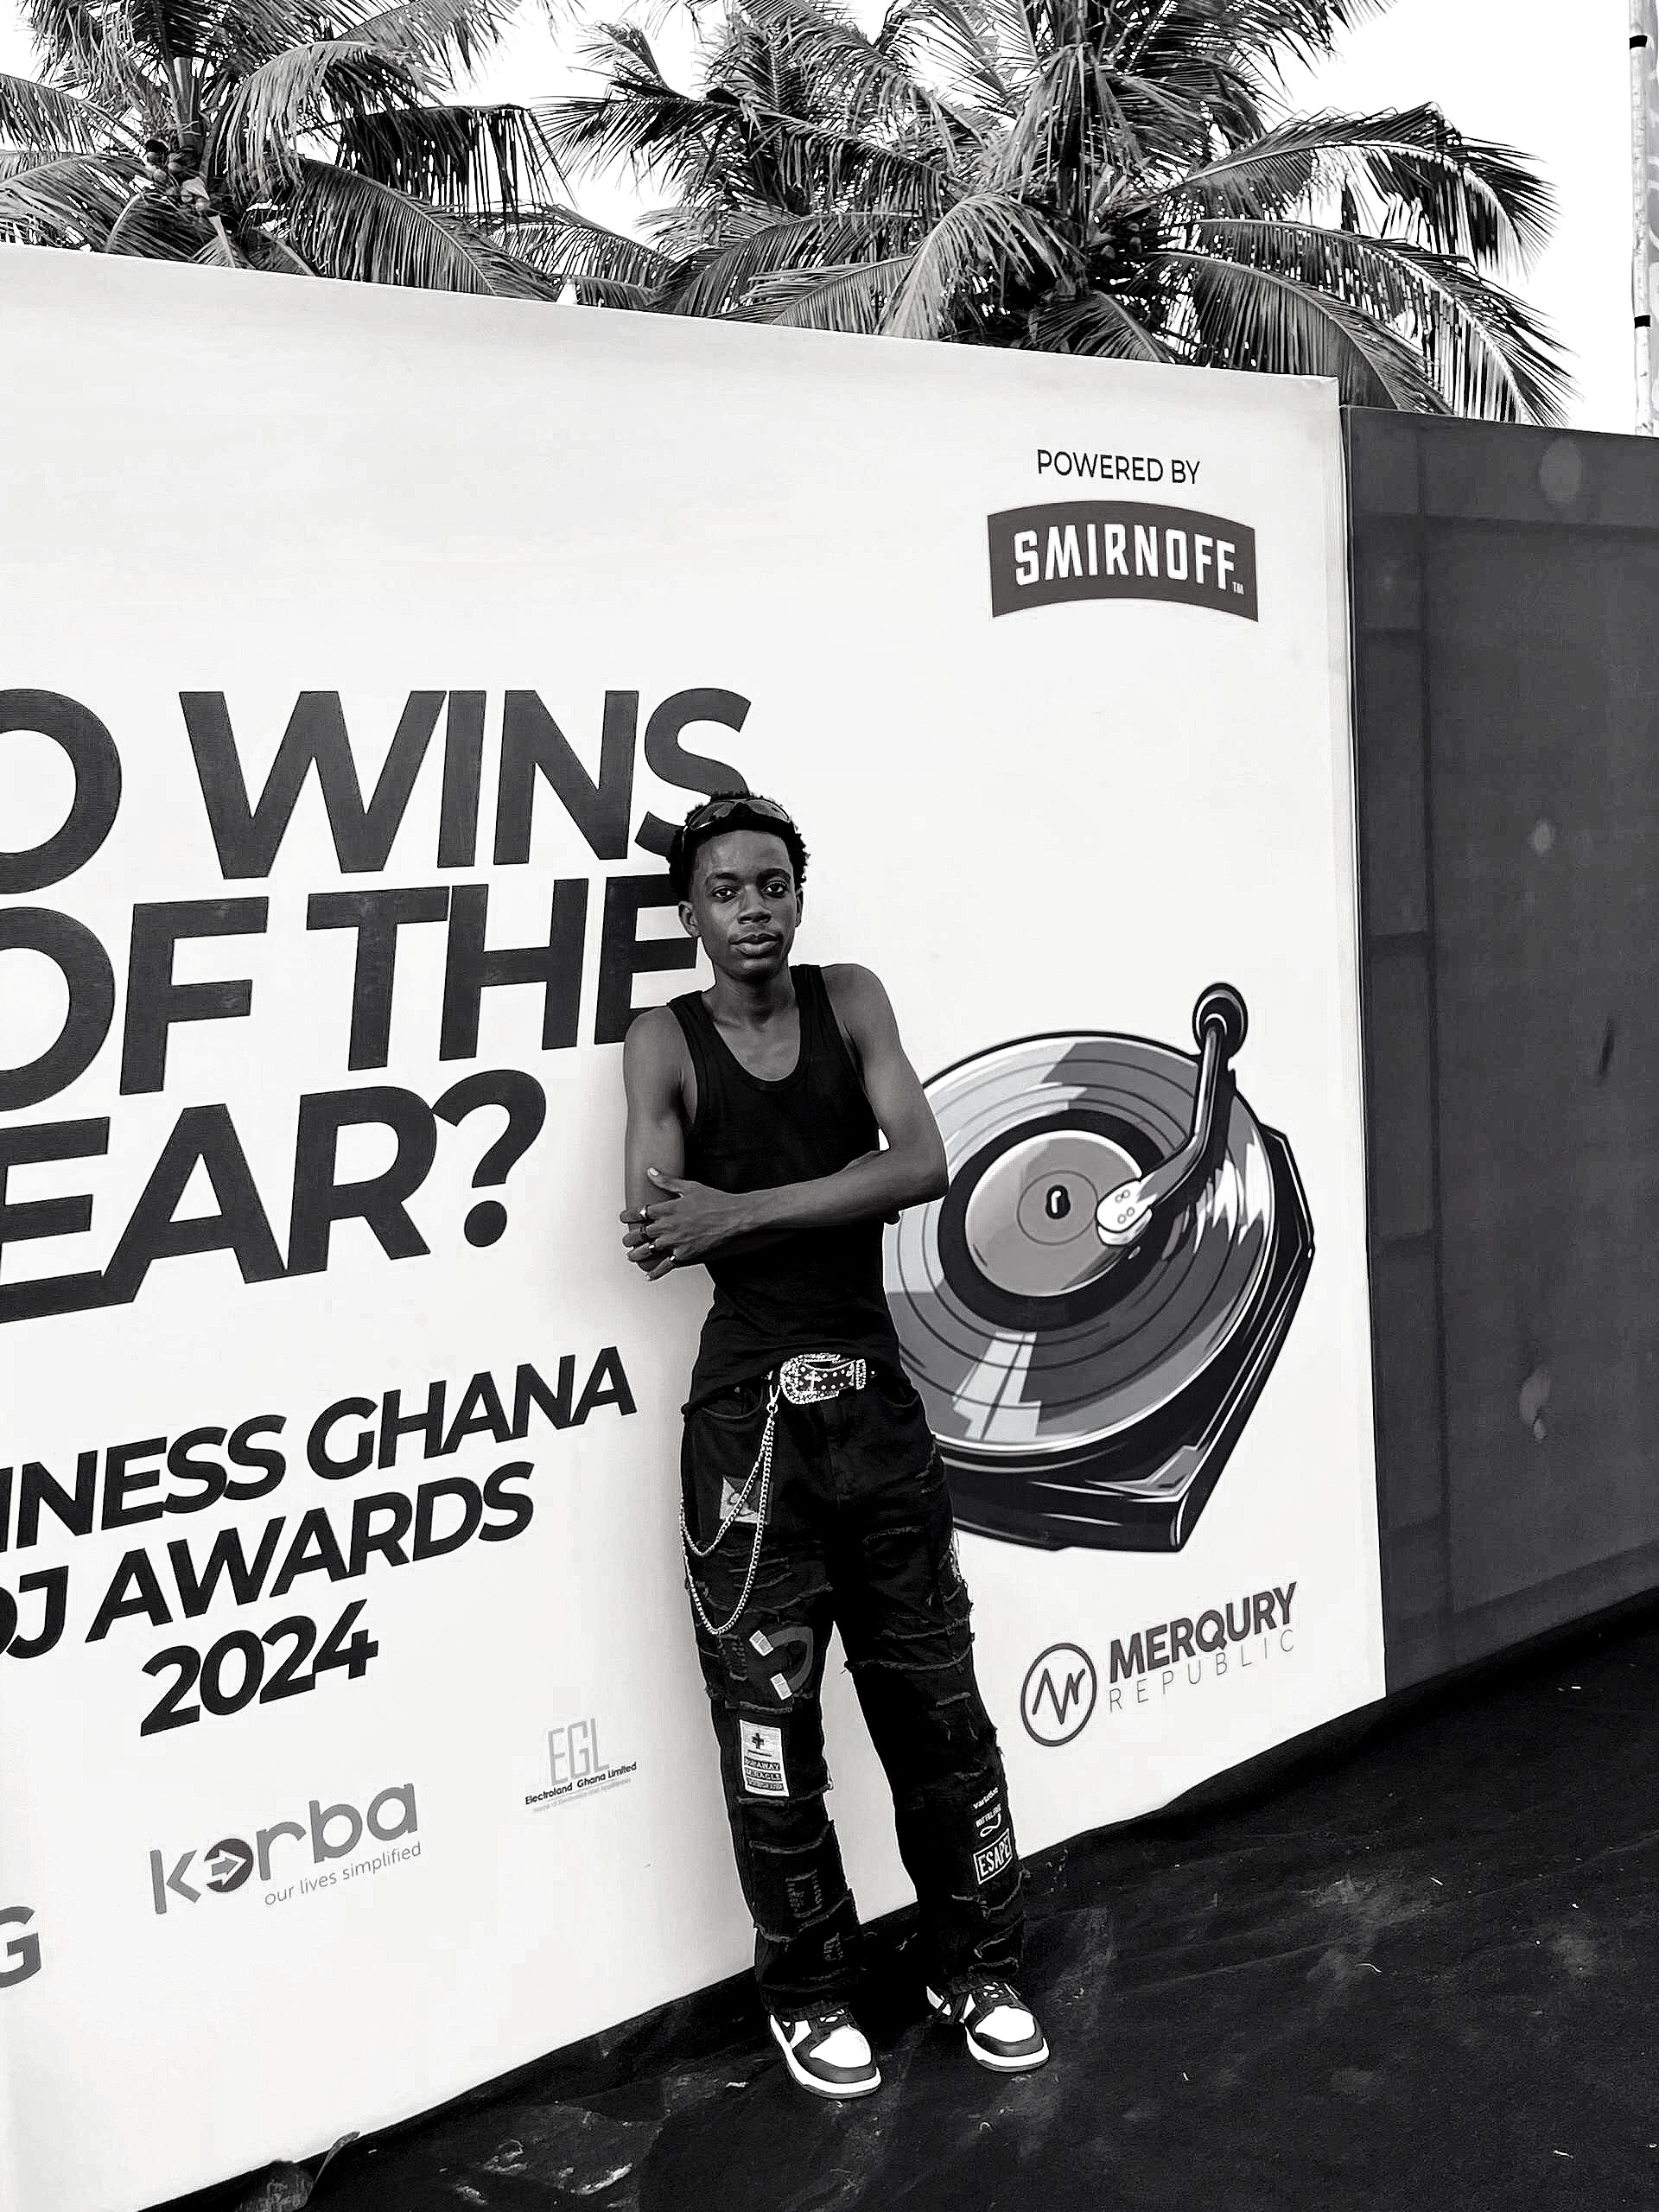 POWERED BY
SMIRNOFF™
O WINS
OF THE
EAR?
INESS GHANA
DJ AWARDS
2024
MERQURY
REPUBLIC
EGL
Electroland Ghana Limited
korba
our lives simplified
G
ESAPE